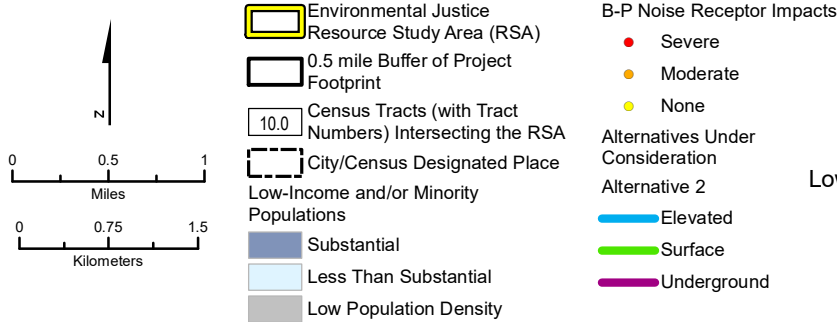 N
0 0.5 1
Miles
0 0.75 1.5
Kilometers
Environmental Justice
Resource Study Area (RSA)
0.5 mile Buffer of Project
Footprint
10.0
Census Tracts (with Tract
Numbers) Intersecting the RSA
City/Census Designated Place
Low-Income and/or Minority
Populations
Substantial
Less Than Substantial
Low Population Density
B-P Noise Receptor Impacts
Severe
Moderate
None
Alternatives Under
Consideration
Alternative 2
Elevated
Surface
Underground
Lo